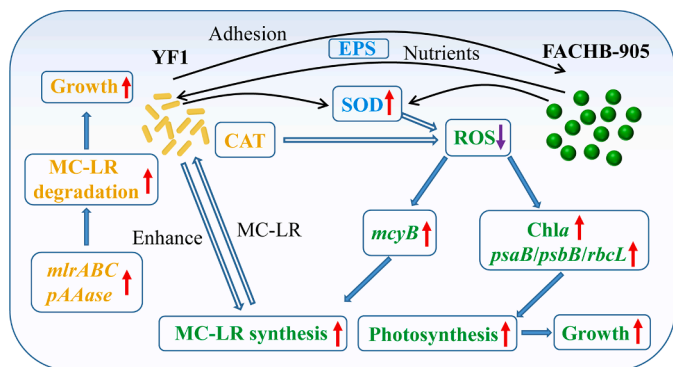 Adhesion
EPS
YF1
Nutrients
FACHB-905
Growth
SOD
CAT
ROS
MC-LR
degradation
Enhance
MC-LR
mcyB
Chla
psaB/psbB/rbcL
mlrABC
pAAase
MC-LR synthesis
Photosynthesis
Growth